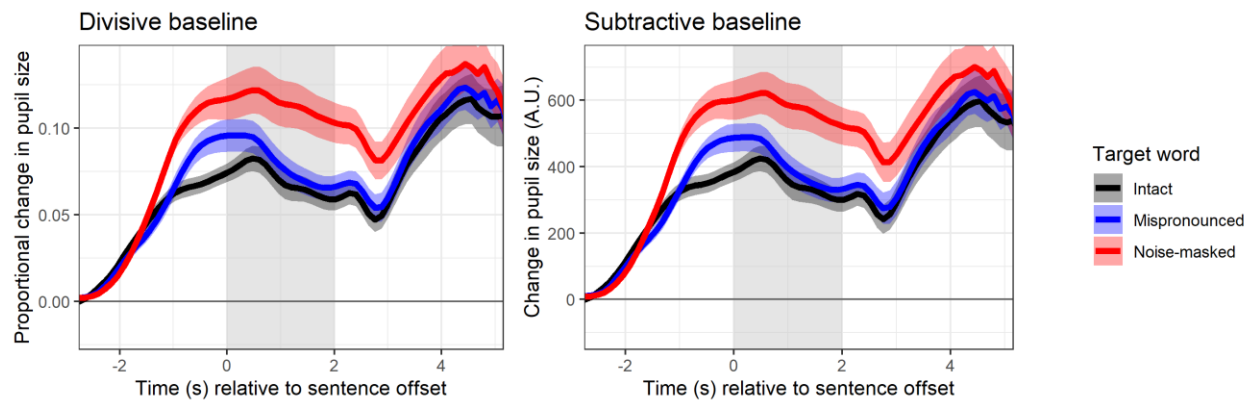 Divisive baseline
Proportional change in pupil size
0.10
0.05
0.00
-2
0
2
4
Time (s) relative to sentence offset
Subtractive baseline
Change in pupil size (A.U.)
600
400
200
0
-2
0
2
4
Time (s) relative to sentence offset
Target word
Intact
Mispronounced
Noise-masked